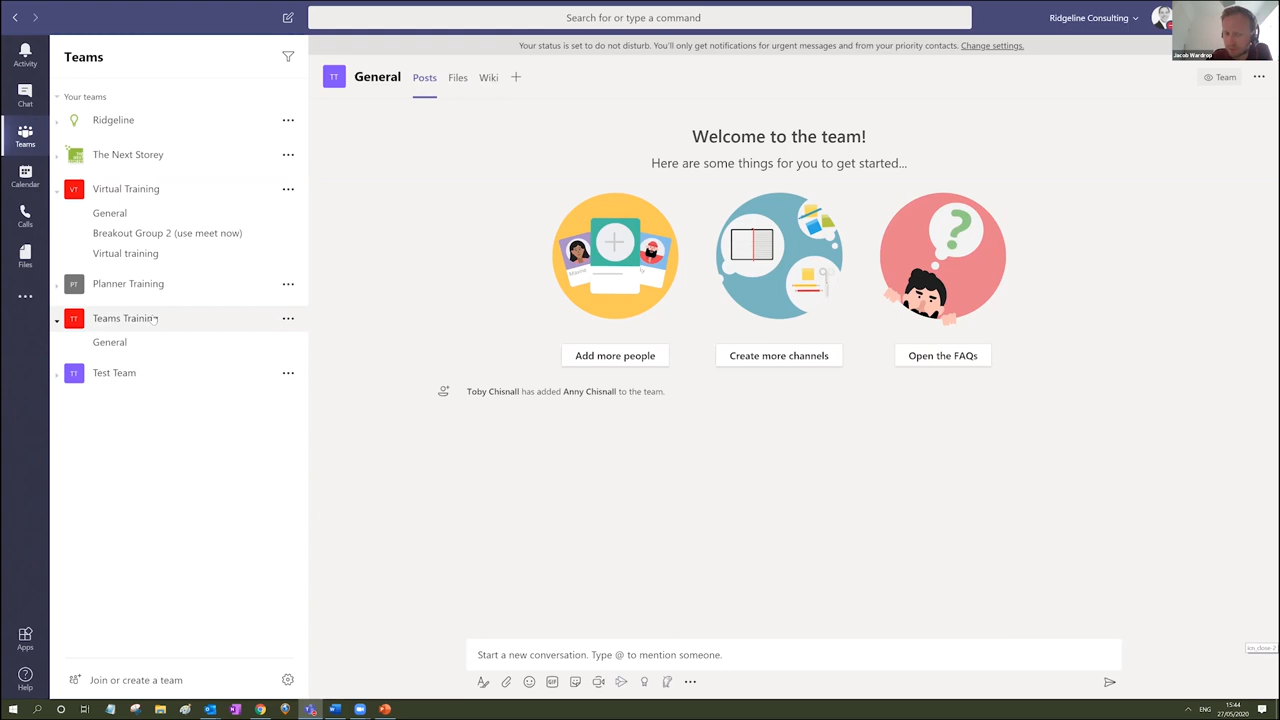 Search for or type a command
Ridgeline Consulting
Jacob Wardrop
Activity
Chat
Teams
Calendar
Calls
Files
Apps
Help
Teams
Your teams
Ridgeline
The Next Storey
VT Virtual Training
General
Breakout Group 2 (use meet now)
Virtual training
PT Planner Training
TT Teams Training
General
TT Test Team
Join or create a team
Your status is set to do not disturb. You'll only get notifications for urgent messages and from your priority contacts. Change settings.
TT General Posts Files Wiki
Team
Welcome to the team!
Here are some things for you to get started...
Add more people
Create more channels
Open the FAQs
Toby Chisnall has added Anny Chisnall to the team.
Start a new conversation. Type @ to mention someone.
GIF
icn_close-2
ENG
15:44
27/05/2020